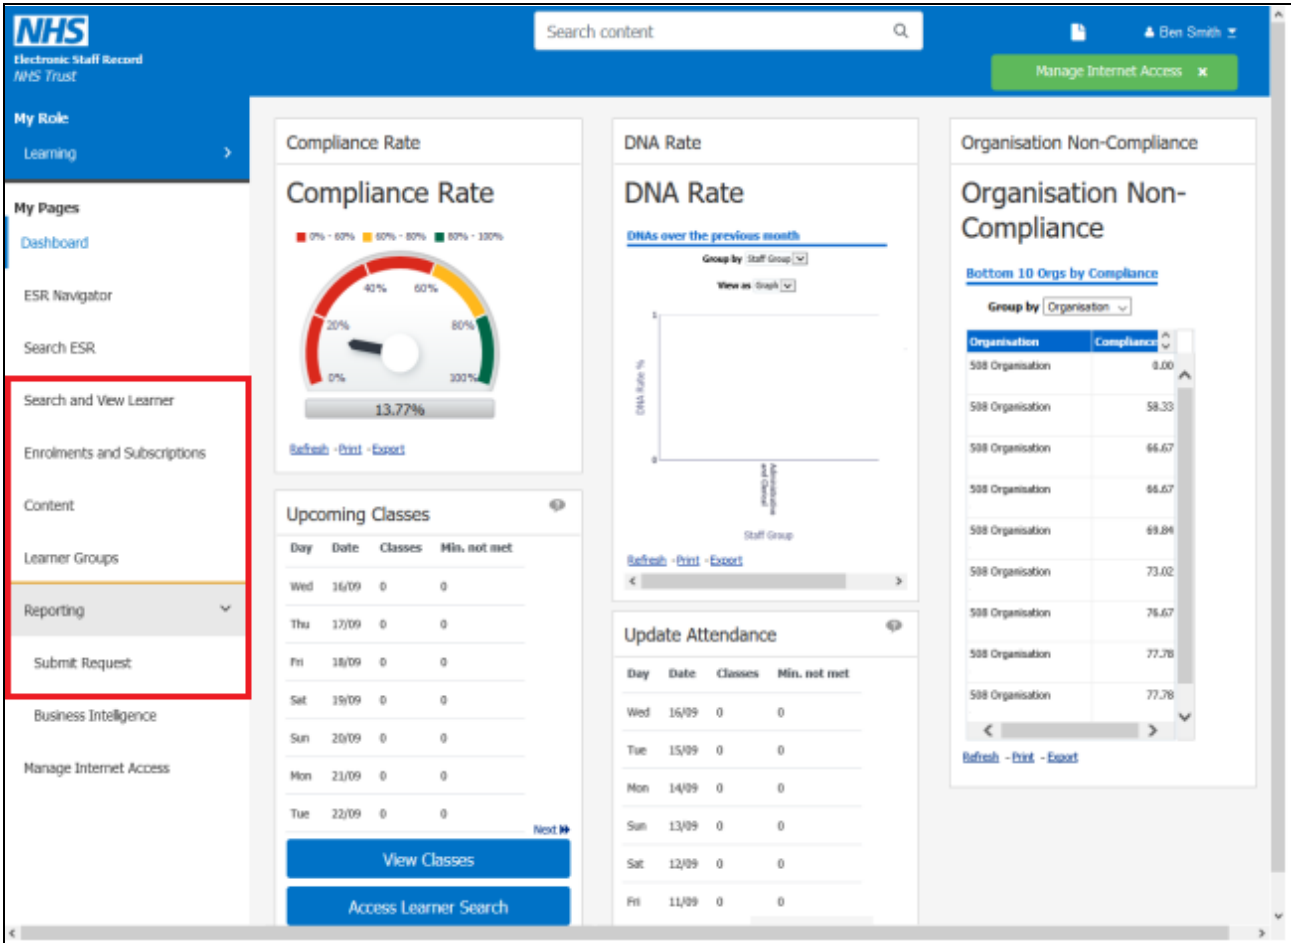 NHS
Electronic Staff Record
NHS Trust
Search content
Ben Smith
Manage Internet Access x
My Role
Learning
My Pages
Dashboard
ESR Navigator
Search ESR
Search and View Learner
Enrolments and Subscriptions
Content
Learner Groups
Reporting
Submit Request
Business Intelligence
Manage Internet Access
Compliance Rate
Compliance Rate
0% - 60% 60% - 80% 80% - 100%
40% 60%
20% 80%
0% 100%
13.77%
Refresh - Print - Export
Upcoming Classes
Day Date Classes Min. not met
Wed 16/09 0 0
Thu 17/09 0 0
Fri 18/09 0 0
Sat 19/09 0 0
Sun 20/09 0 0
Mon 21/09 0 0
Tue 22/09 0 0
Next
View Classes
Access Learner Search
DNA Rate
DNA Rate
DNAs over the previous month
Group by Staff Group
View as Graph
1
DNA Rate %
0
Administrative
and Clerical
Staff Group
Refresh - Print - Export
Update Attendance
Day Date Classes Min. not met
Wed 16/09 0 0
Tue 15/09 0 0
Mon 14/09 0 0
Sun 13/09 0 0
Sat 12/09 0 0
Fri 11/09 0 0
Organisation Non-Compliance
Organisation Non-
Compliance
Bottom 10 Orgs by Compliance
Group by Organisation
Organisation Compliance
508 Organisation 0.00
508 Organisation 58.33
508 Organisation 66.67
508 Organisation 66.67
508 Organisation 69.84
508 Organisation 73.02
508 Organisation 76.67
508 Organisation 77.78
508 Organisation 77.78
Refresh - Print - Export